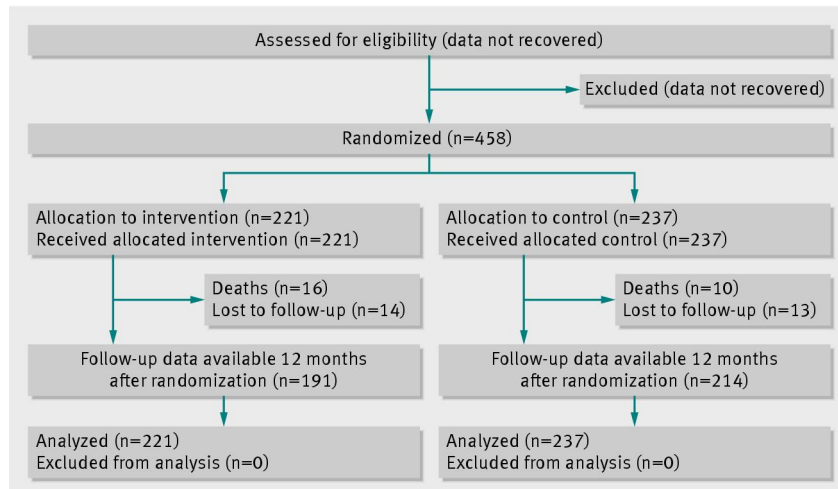 Assessed for eligibility (data not recovered)
Excluded (data not recovered)
Randomized (n=458)
Allocation to intervention (n=221)
Received allocated intervention (n=221)
Allocation to control (n=237)
Received allocated control (n=237)
Deaths (n=16)
Lost to follow-up (n=14)
Deaths (n=10)
Lost to follow-up (n=13)
Follow-up data available 12 months
after randomization (n=191)
Follow-up data available 12 months
after randomization (n=214)
Analyzed (n=221)
Excluded from analysis (n=0)
Analyzed (n=237)
Excluded from analysis (n=0)